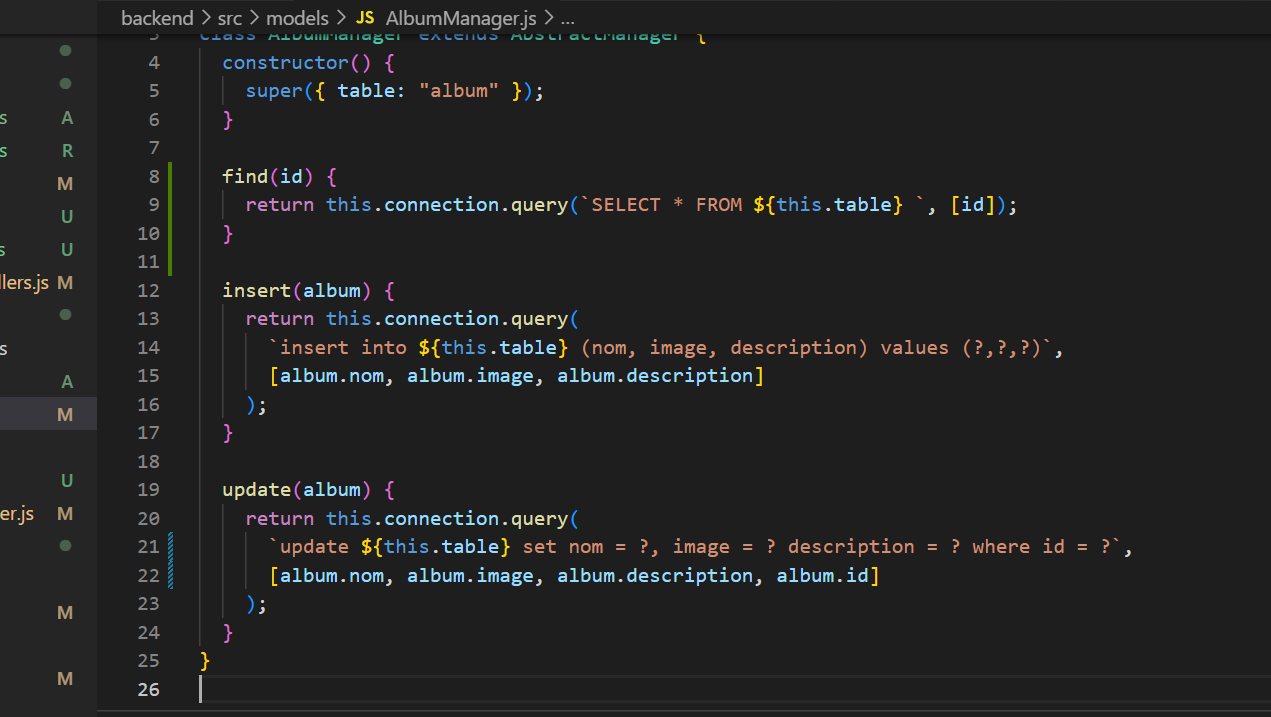 backend > src > models > JS AlbumManager.js > ...
3 class AlbumManager extends AbstractManager {
4 constructor() {
5 super({ table: "album" });
6 }
7
8 find(id) {
9 return this.connection.query(`SELECT * FROM ${this.table} `, [id]);
10 }
11
12 insert(album) {
13 return this.connection.query(
14 `insert into ${this.table} (nom, image, description) values (?,?,?)`,
15 [album.nom, album.image, album.description]
16 );
17 }
18
19 update(album) {
20 return this.connection.query(
21 `update ${this.table} set nom = ?, image = ? description = ? where id = ?`,
22 [album.nom, album.image, album.description, album.id]
23 );
24 }
25 }
26
s A
s R
M
U
s U
llers.js M
s
A
M
U
er.js M
M
M